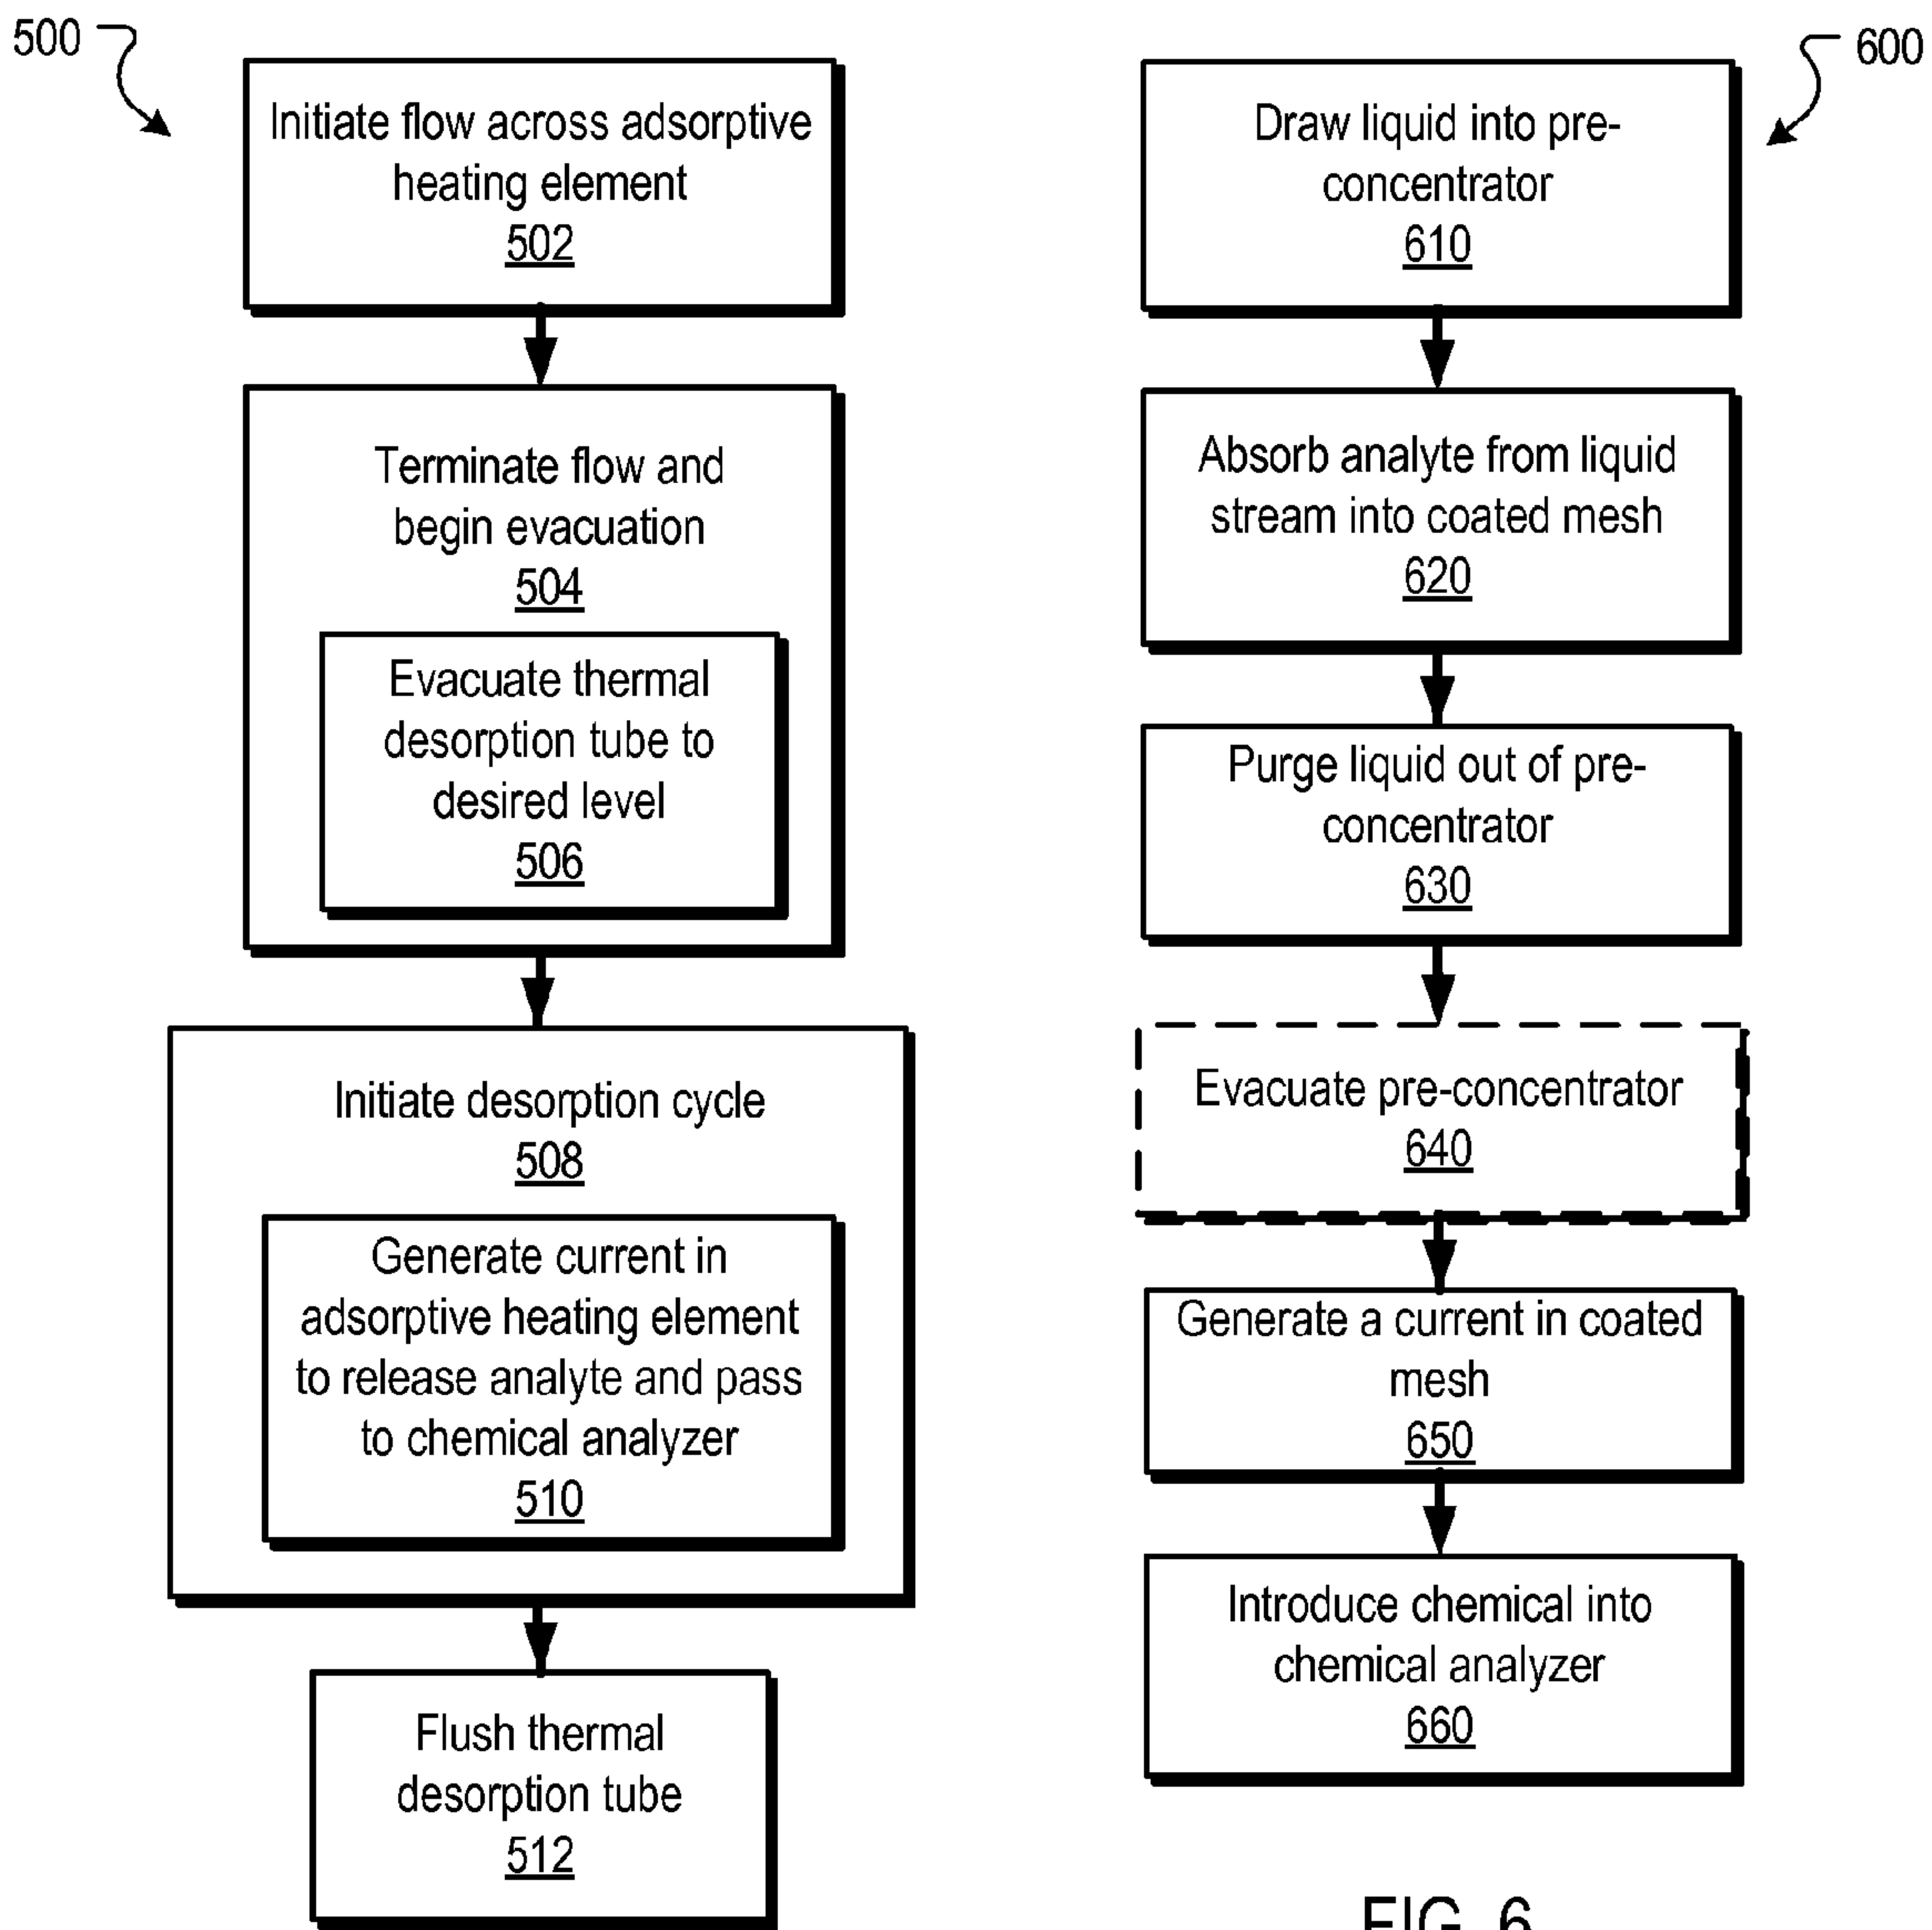 500
Initiate flow across adsorptive
heating element
502
Terminate flow and
begin evacuation
504
Evacuate thermal
desorption tube to
desired level
506
Initiate desorption cycle
508
Generate current in
adsorptive heating element
to release analyte and pass
to chemical analyzer
510
Flush thermal
desorption tube
512
600
Draw liquid into pre-
concentrator
610
Absorb analyte from liquid
stream into coated mesh
620
Purge liquid out of pre-
concentrator
630
Evacuate pre-concentrator
640
Generate a current in coated
mesh
650
Introduce chemical into
chemical analyzer
660
FIG. 6